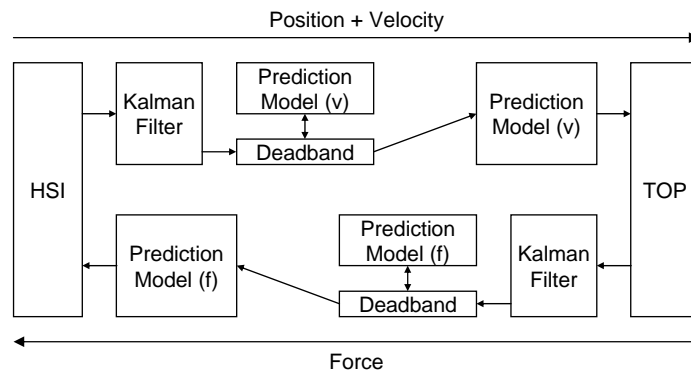 Position + Velocity
HSI
Kalman
Filter
Prediction
Model (v)
Deadband
Prediction
Model (v)
TOP
Prediction
Model (f)
Prediction
Model (f)
Deadband
Kalman
Filter
Force